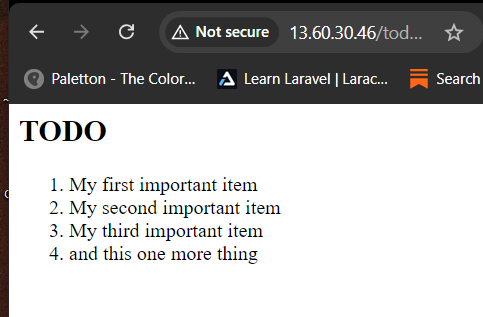 Not secure 13.60.30.46/tod...
Paletton - The Color... Learn Laravel | Larac... Search
TODO
1. My first important item
2. My second important item
3. My third important item
4. and this one more thing